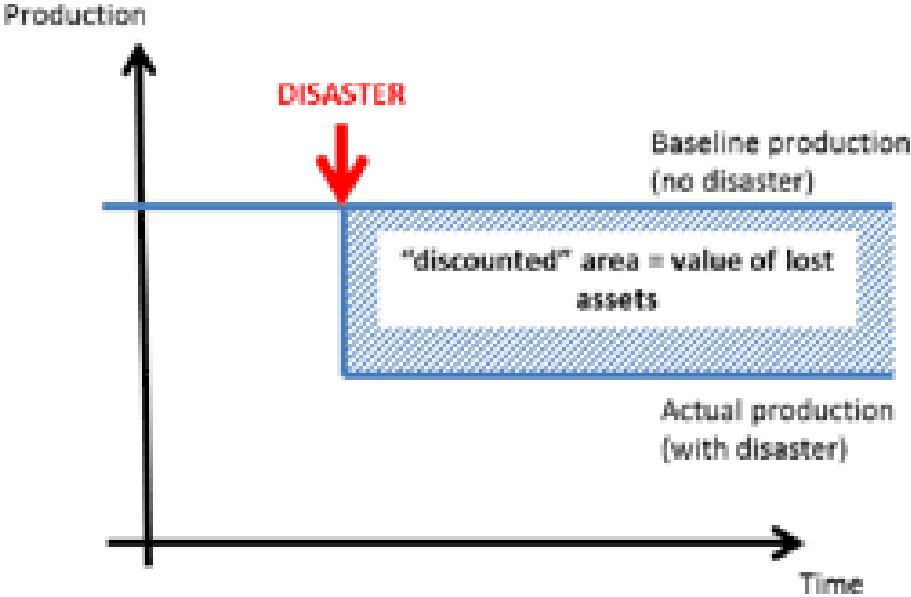 Production
DISASTER
Baseline production
(no disaster)
“discounted” area = value of lost
assets
Actual production
(with disaster)
Time